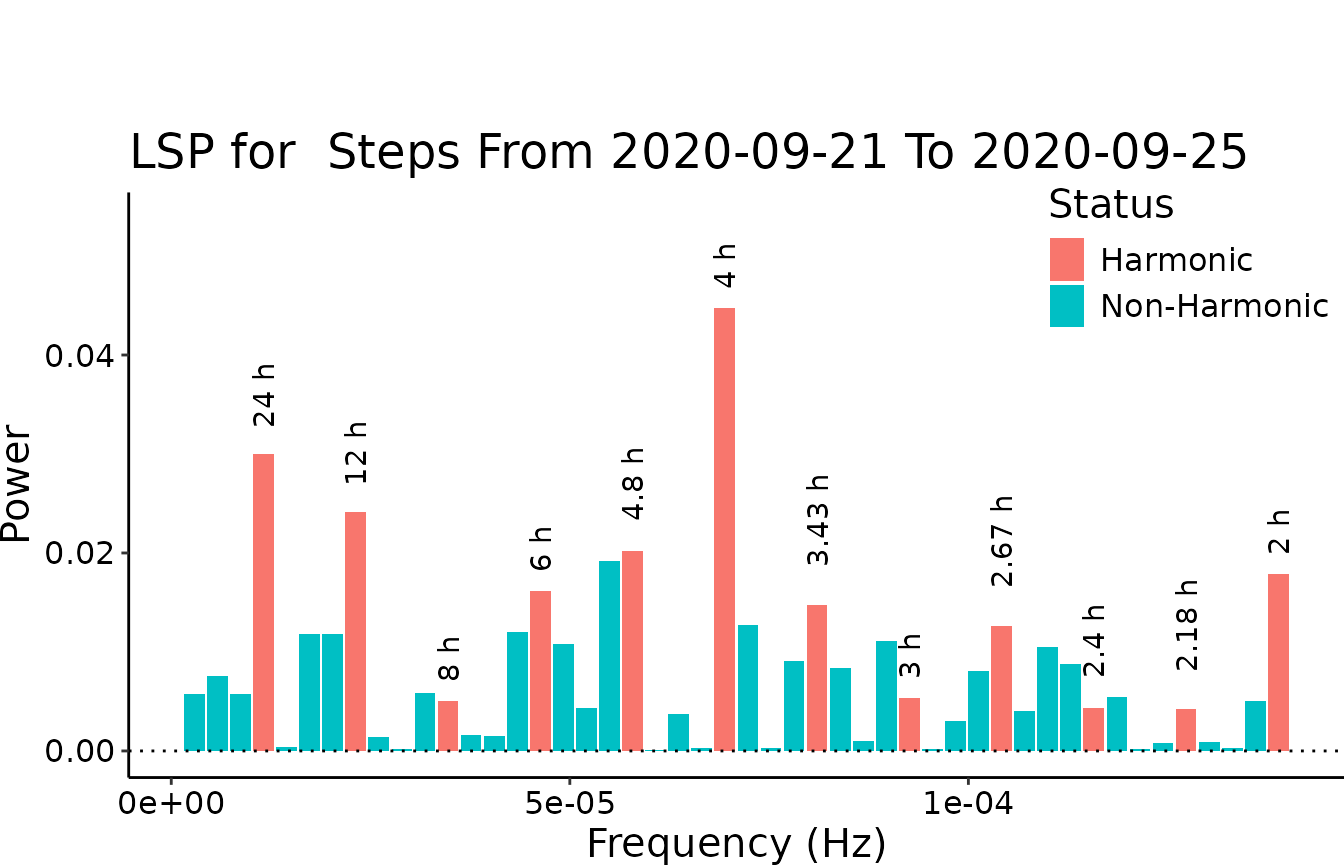 LSP for  Steps From 2020-09-21 To 2020-09-25
Status
Harmonic
Non-Harmonic
Power
0.04
0.02
0.00
24 h
12 h
8 h
6 h
4.8 h
4 h
3.43 h
3 h
2.67 h
2.4 h
2.18 h
2 h
0e+00
5e-05
1e-04
Frequency (Hz)